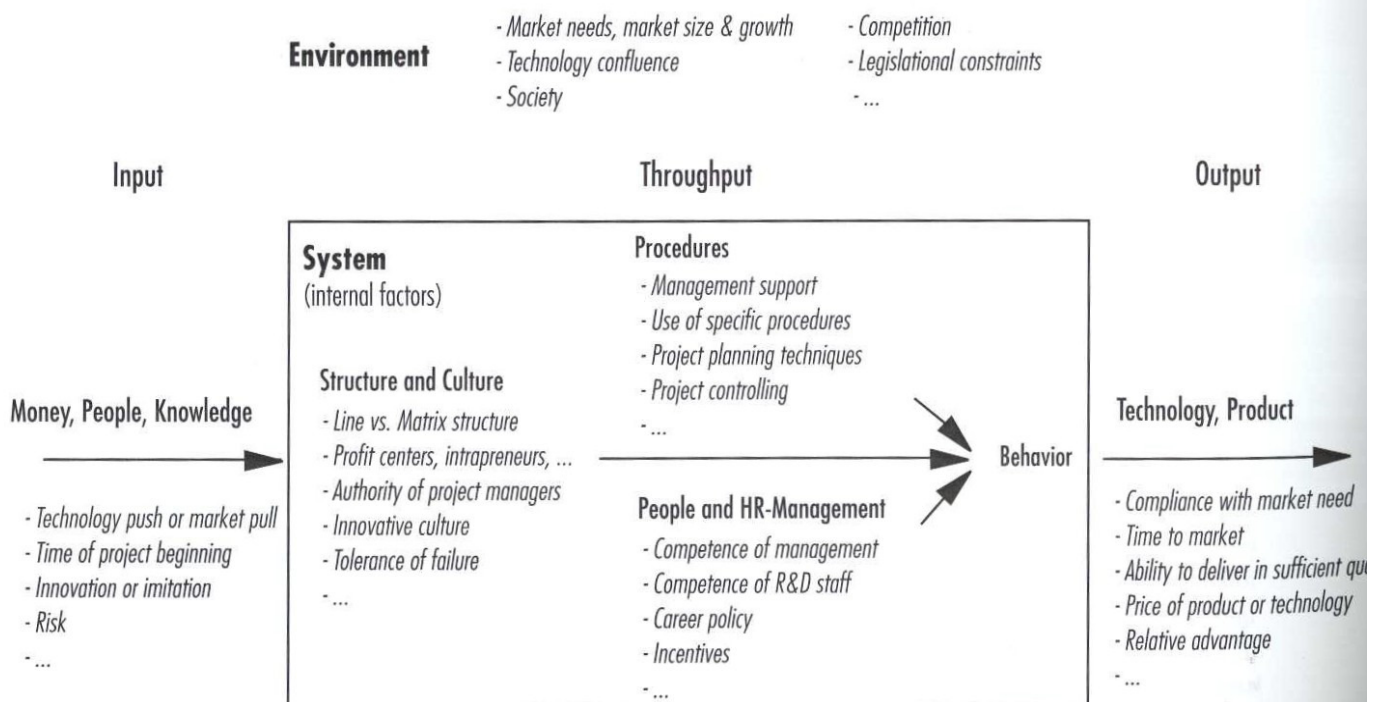 Environment
- Market needs, market size & growth
- Technology confluence
- Society
- Competition
- Legislational constraints
- ...
Input
Throughput
Output
Money, People, Knowledge
- Technology push or market pull
- Time of project beginning
- Innovation or imitation
- Risk
- ...
System
(internal factors)
Structure and Culture
- Line vs. Matrix structure
- Profit centers, intrapreneurs, ...
- Authority of project managers
- Innovative culture
- Tolerance of failure
- ...
Procedures
- Management support
- Use of specific procedures
- Project planning techniques
- Project controlling
- ...
People and HR-Management
- Competence of management
- Competence of R&D staff
- Career policy
- Incentives
- ...
Behavior
Technology, Product
- Compliance with market need
- Time to market
- Ability to deliver in sufficient
- Price of product or technology
- Relative advantage
- ...